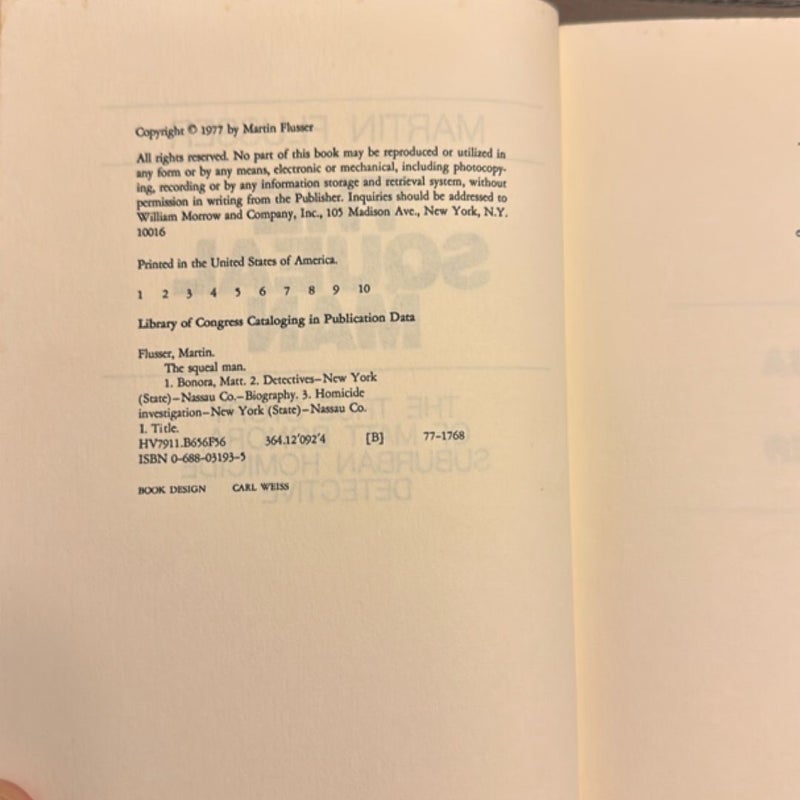 Copyright © 1977 by Martin Flusser
All rights reserved. No part of this book may be reproduced or utilized in
any form or by any means, electronic or mechanical, including photocopy-
ing, recording or by any information storage and retrieval system, without
permission in writing from the Publisher. Inquiries should be addressed to
William Morrow and Company, Inc., 105 Madison Ave., New York, N.Y.
10016
Printed in the United States of America.
1 2 3 4 5 6 7 8 9 10
Library of Congress Cataloging in Publication Data
Flusser, Martin.
The squeal man.
1. Bonora, Matt. 2. Detectives—New York
(State)—Nassau Co.—Biography. 3. Homicide
investigation—New York (State)—Nassau Co.
I. Title.
HV7911.B656F56 364.12'092'4 [B] 77-1768
ISBN 0-688-03193-5
BOOK DESIGN CARL WEISS